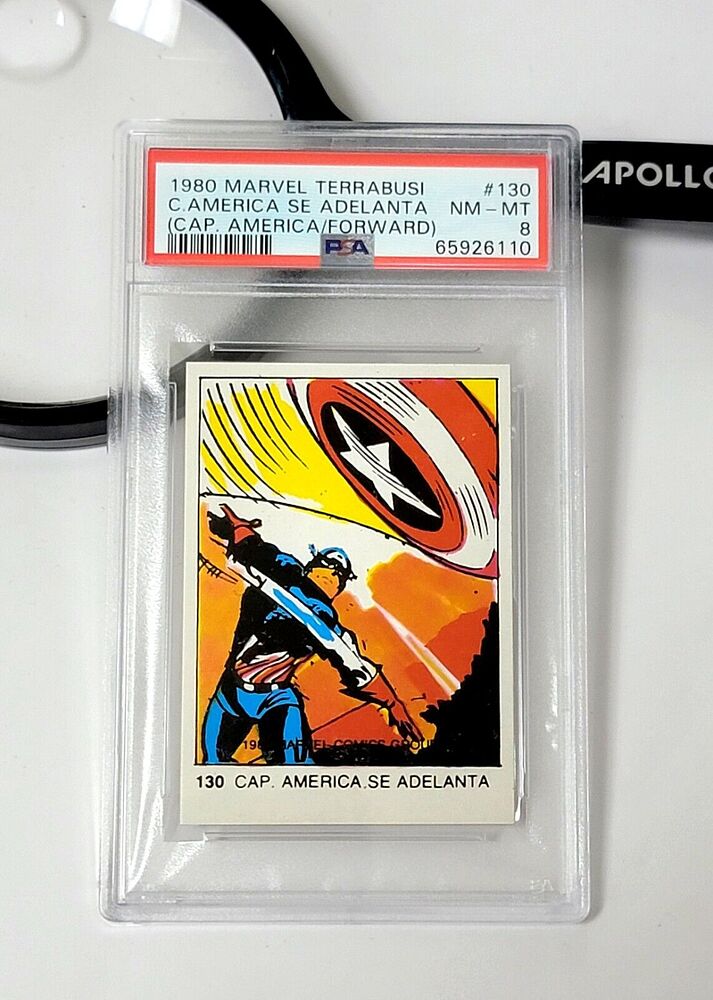 1980 MARVEL TERRABUSI #130
C.AMERICA SE ADELANTA NM-MT
(CAP. AMERICA/FORWARD) 8
PSA 65926110
APOLLO
MARVEL COMICS GROUP
130 CAP. AMERICA,SE ADELANTA